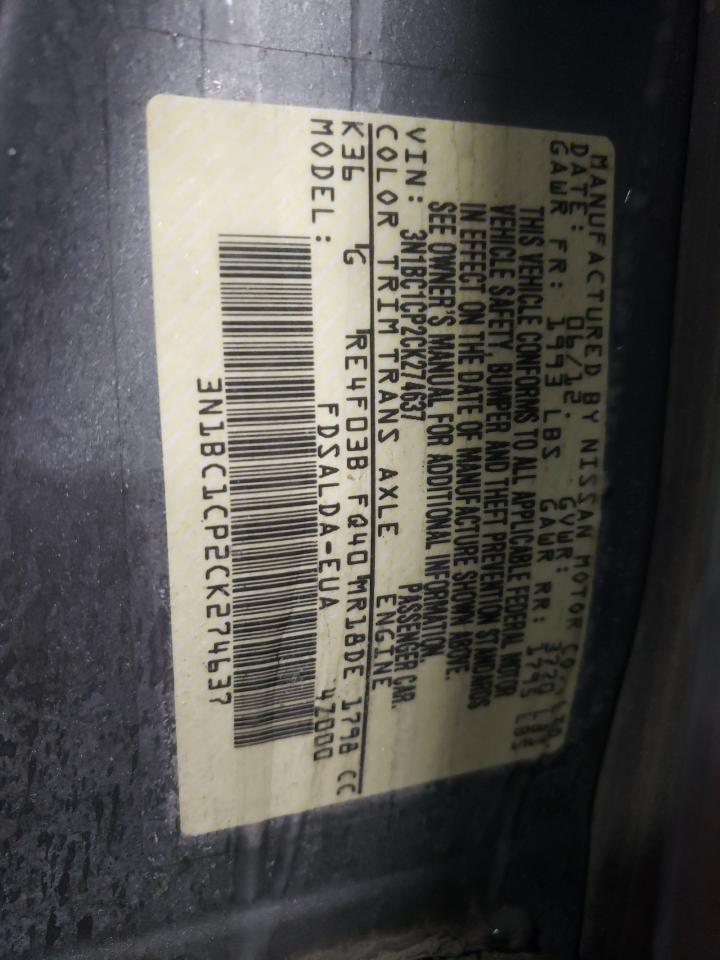 MANUFACTURED BY NISSAN MOTOR CO., LTD.
DATE: 06/12. GVWR: 3720 LBS
GAWR FR: 1993 LBS GAWR RR: 1795 LBS
THIS VEHICLE CONFORMS TO ALL APPLICABLE FEDERAL MOTOR
VEHICLE SAFETY, BUMPER AND THEFT PREVENTION STANDARDS
IN EFFECT ON THE DATE OF MANUFACTURE SHOWN ABOVE.
SEE OWNER'S MANUAL FOR ADDITIONAL INFORMATION.
VIN: 3N1BC1CP2CK274637 PASSENGER CAR.
COLOR TRIM TRANS AXLE ENGINE
K36 G RE4F03B FQ40 MR18DE 1798 CC
MODEL: FDSALDA-EUA 47000
3N1BC1CP2CK274637